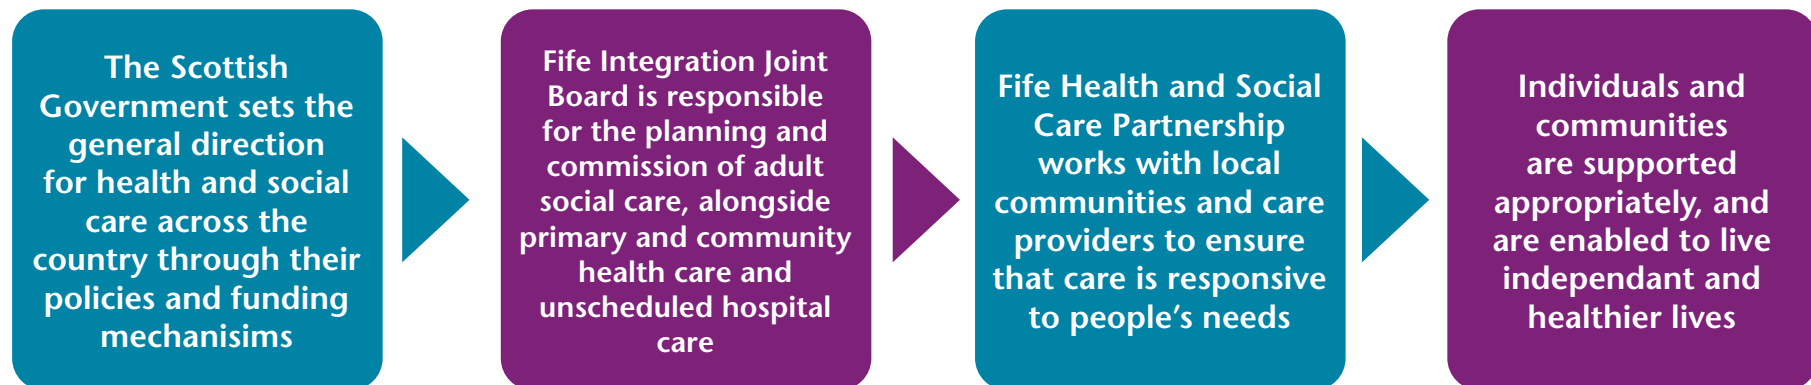 The Scottish
Government sets the
general direction
for health and social
care across the
country through their
policies and funding
mechanisims
Fife Integration Joint
Board is responsible
for the planning and
commission of adult
social care, alongside
primary and community
health care and
unscheduled hospital
care
Fife Health and Social
Care Partnership
works with local
communities and care
providers to ensure
that care is responsive
to people’s needs
Individuals and
communities
are supported
appropriately, and
are enabled to live
independant and
healthier lives